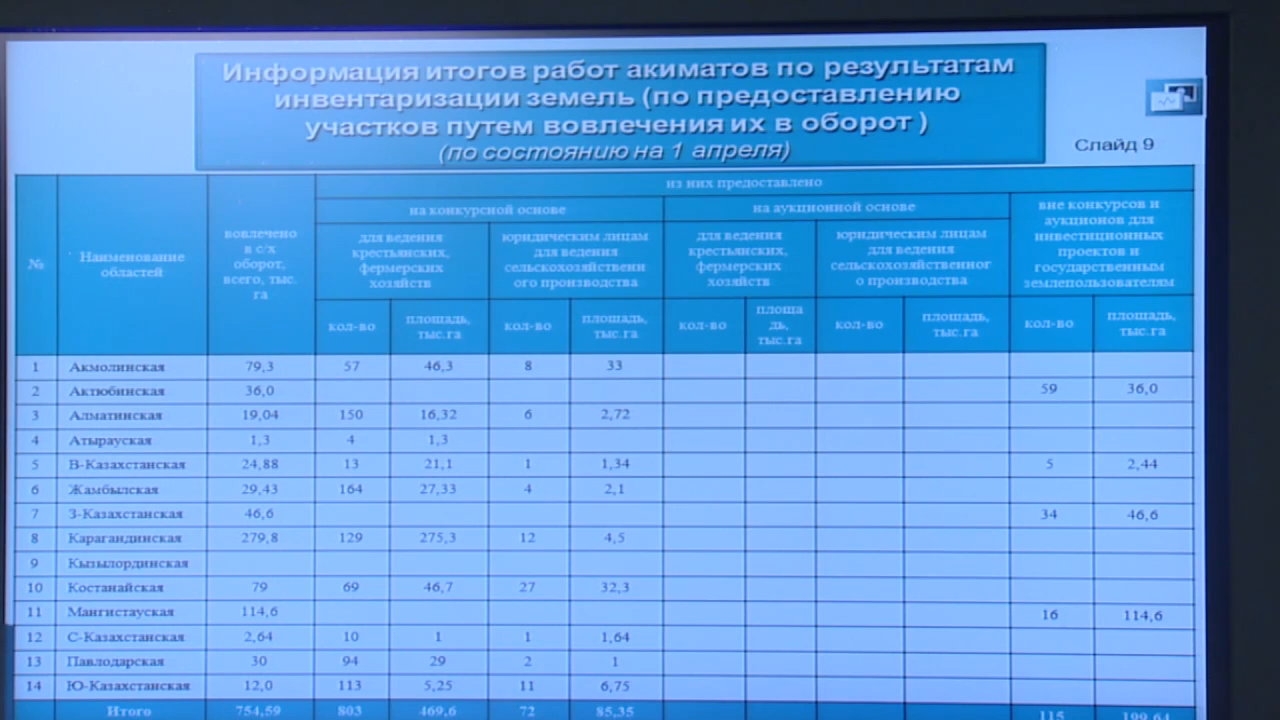 Информация итогов работ акиматов по результатам
инвентаризации земель (по предоставлению
участков путем вовлечения их в оборот )
(по состоянию на 1 апреля)
Слайд 9
№
Наименование
областей
вовлечено
в с/х
оборот,
всего, тыс.
га
из них предоставлено
на конкурсной основе
на аукционной основе
вне конкурсов и
аукционов для
инвестиционных
проектов и
государственным
землепользователям
для ведения
крестьянских,
фермерских
хозяйств
юридическим лицам
для ведения
сельскохозяйственн
ого производства
для ведения
крестьянских,
фермерских
хозяйств
юридическим лицам
для ведения
сельскохозяйственног
о производства
кол-во
площадь,
тыс.га
кол-во
площадь,
тыс.га
кол-во
площа
дь,
тыс.га
кол-во
площадь,
тыс.га
кол-во
площадь,
тыс.га
1 Акмолинская 79,3 57 46,3 8 33
2 Актюбинская 36,0 59 36,0
3 Алматинская 19,04 150 16,32 6 2,72
4 Атырауская 1,3 4 1,3
5 В-Казахстанская 24,88 13 21,1 1 1,34 5 2,44
6 Жамбылская 29,43 164 27,33 4 2,1
7 З-Казахстанская 46,6 34 46,6
8 Карагандинская 279,8 129 275,3 12 4,5
9 Кызылординская
10 Костанайская 79 69 46,7 27 32,3
11 Мангистауская 114,6 16 114,6
12 С-Казахстанская 2,64 10 1 1 1,64
13 Павлодарская 30 94 29 2 1
14 Ю-Казахстанская 12,0 113 5,25 11 6,75
Итого 754,59 803 469,6 72 85,35 115 199,64